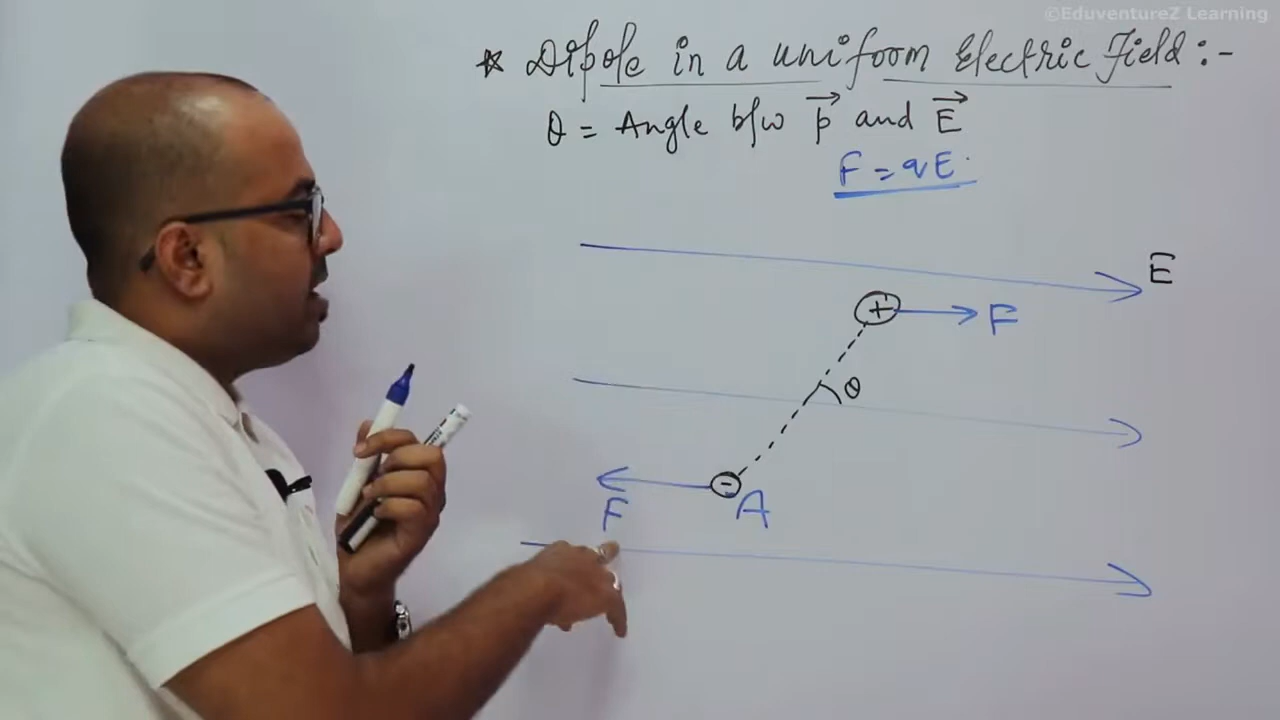 ©EduventureZ Learning
* Dipole in a uniform Electric Field :-
θ = Angle b/w p⃗ and E⃗
F = qE.
E
+ F
θ
F - A